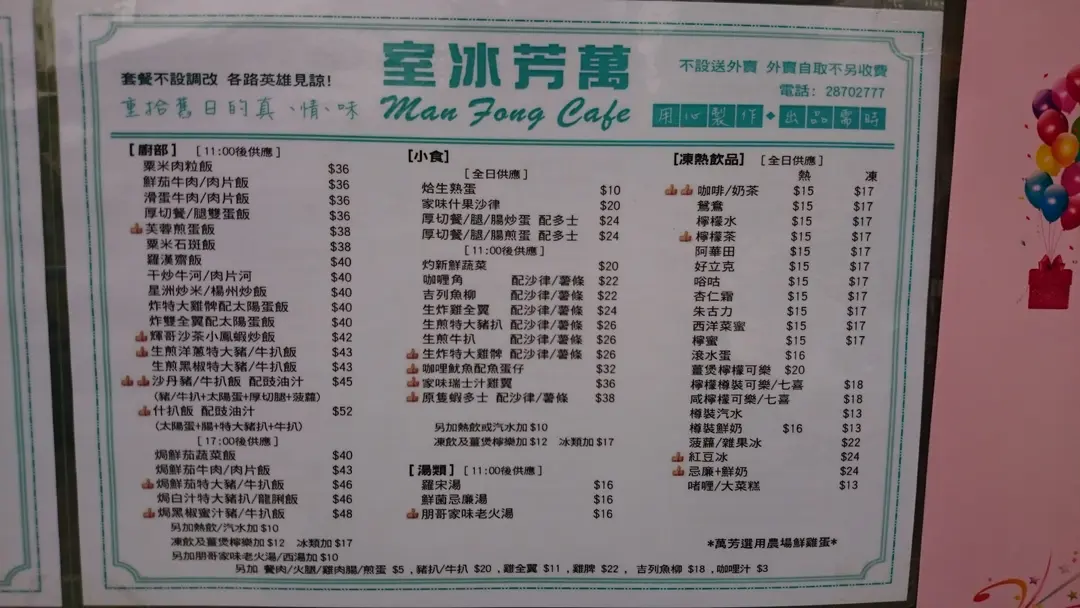 套餐不設調改 各路英雄見諒!
重拾舊日的真、情、味
室冰芳萬
Man Fong Cafe
不設送外賣 外賣自取不另收費
電話: 28702777
用心製作◆出品需時
[廚部] [11:00後供應]
粟米肉粒飯 $36
鮮茄牛肉/肉片飯 $36
滑蛋牛肉/肉片飯 $36
厚切餐/腿雙蛋飯 $36
芙蓉煎蛋飯 $38
粟米石斑飯 $38
羅漢齋飯 $40
干炒牛河/肉片河 $40
星洲炒米/楊州炒飯 $40
炸特大雞髀配太陽蛋飯 $40
炸雙全翼配太陽蛋飯 $40
輝哥沙茶小鳳蝦炒飯 $42
生煎洋蔥特大豬/牛扒飯 $43
生煎黑椒特大豬/牛扒飯 $43
沙丹豬/牛扒飯 配豉油汁 $45
(豬/牛扒+太陽蛋+厚切腿+菠蘿)
什扒飯 配豉油汁 $52
(太陽蛋+腸+特大豬扒+牛扒)
[17:00後供應]
焗鮮茄蔬菜飯 $40
焗鮮茄牛肉/肉片飯 $43
焗鮮茄特大豬/牛扒飯 $46
焗白汁特大豬扒/龍脷飯 $46
焗黑椒蜜汁豬/牛扒飯 $48
另加熱飲/汽水加 $10
凍飲及薑煲檸樂加 $12 冰類加 $17
另加朋哥家味老火湯/西湯加 $10
另加 餐肉/火腿/雞肉腸/煎蛋 $5 ,豬扒/牛扒 $20 ,雞全翼 $11 ,雞髀 $22 , 吉列魚柳 $18 ,咖哩汁 $3
[小食]
[全日供應]
烚生熟蛋 $10
家味什果沙律 $20
厚切餐/腿/腸炒蛋 配多士 $24
厚切餐/腿/腸煎蛋 配多士 $24
[11:00後供應]
灼新鮮蔬菜 $20
咖喱角 配沙律/薯條 $22
吉列魚柳 配沙律/薯條 $22
生炸雞全翼 配沙律/薯條 $24
生煎特大豬扒 配沙律/薯條 $26
生煎牛扒 配沙律/薯條 $26
生炸特大雞髀 配沙律/薯條 $26
咖哩魷魚配魚蛋仔 $32
家味瑞士汁雞翼 $36
原隻蝦多士 配沙律/薯條 $38
另加熱飲或汽水加 $10
凍飲及薑煲檸樂加 $12 冰類加 $17
[湯類] [11:00後供應]
羅宋湯 $16
鮮菌忌廉湯 $16
朋哥家味老火湯 $16
[凍熱飲品] [全日供應]
熱 凍
咖啡/奶茶 $15 $17
鴛鴦 $15 $17
檸檬水 $15 $17
檸檬茶 $15 $17
阿華田 $15 $17
好立克 $15 $17
唂咕 $15 $17
杏仁霜 $15 $17
朱古力 $15 $17
西洋菜蜜 $15 $17
檸蜜 $15 $17
滾水蛋 $16
薑煲檸檬可樂 $20
檸檬樽裝可樂/七喜 $18
咸檸檬可樂/七喜 $18
樽裝汽水 $13
樽裝鮮奶 $16 $13
菠蘿/雜果冰 $22
紅豆冰 $24
忌廉+鮮奶 $24
啫喱/大菜糕 $13
*萬芳選用農場鮮雞蛋*